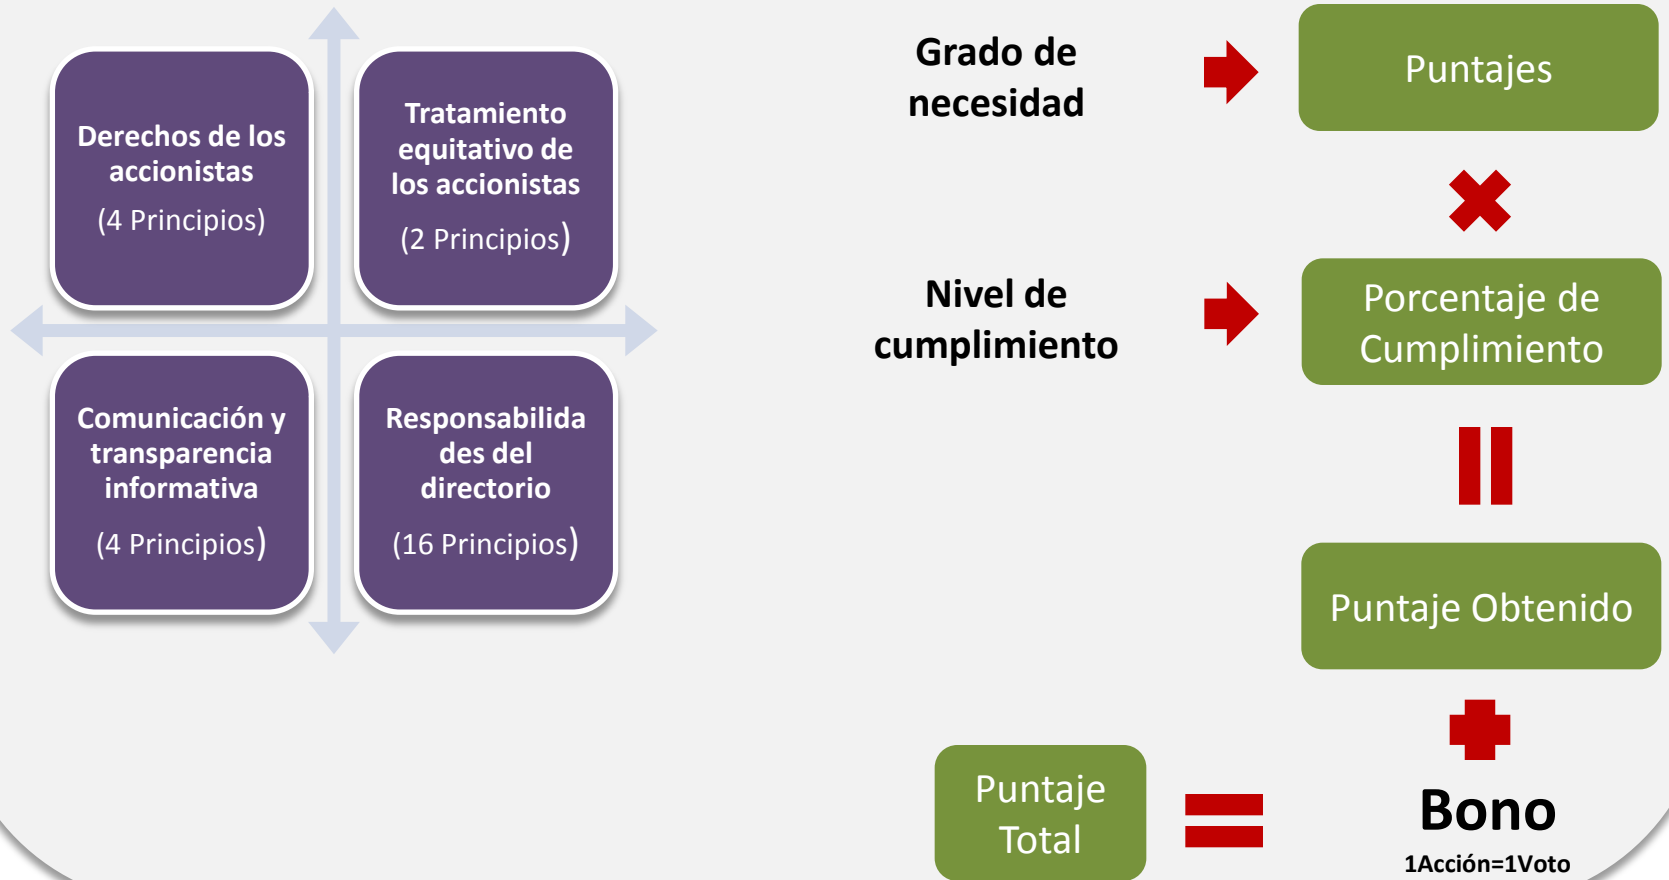 Derechos de los
accionistas
(4 Principios)
Tratamiento
equitativo de
los accionistas
(2 Principios)
Comunicación y
transparencia
informativa
(4 Principios)
Responsabilida
des del
directorio
(16 Principios)
Grado de
necesidad
Puntajes
Nivel de
cumplimiento
Porcentaje de
Cumplimiento
Puntaje Obtenido
Bono
1Acción=1Voto
Puntaje
Total